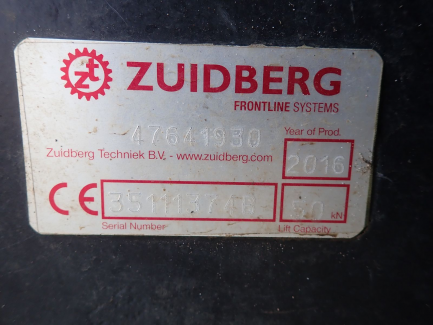 zt ZUIDBERG
FRONTLINE SYSTEMS
47641930
Year of Prod.
Zuidberg Techniek B.V. - www.zuidberg.com
2016
CE
kN
Serial Number
Lift Capacity